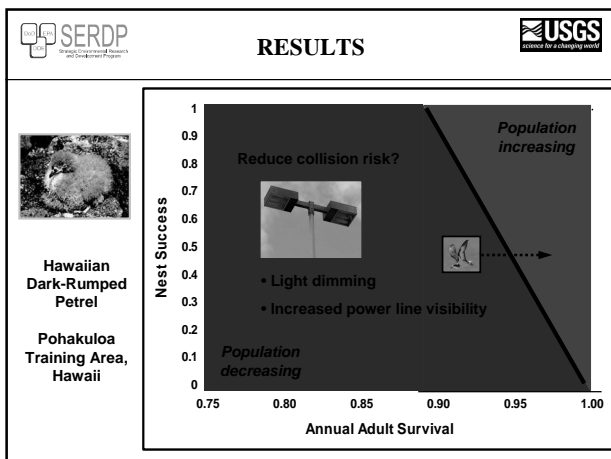 DoD EPA
DOE
SERDP
Strategic Environmental Research
and Development Program
RESULTS
USGS
science for a changing world
Hawaiian
Dark-Rumped
Petrel
Pohakuloa
Training Area,
Hawaii
Nest Success
1
0.9
0.8
0.7
0.6
0.5
0.4
0.3
0.2
0.1
0
Population
increasing
Reduce collision risk?
• Light dimming
• Increased power line visibility
Population
decreasing
0.75 0.80 0.85 0.90 0.95 1.00
Annual Adult Survival